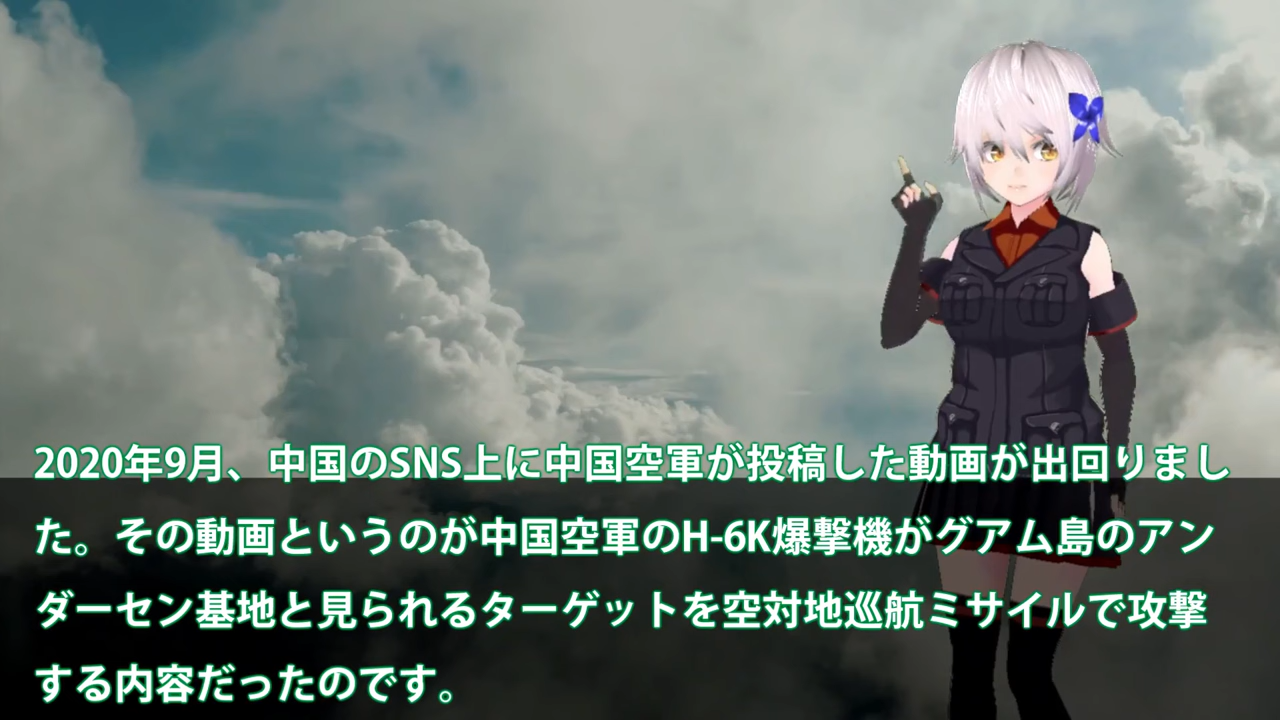 2020年9月、中国のSNS上に中国空軍が投稿した動画が出回りまし
た。その動画というのが中国空軍のH-6K爆撃機がグアム島のアン
ダーセン基地と見られるターゲットを空対地巡航ミサイルで攻撃
する内容だったのです。